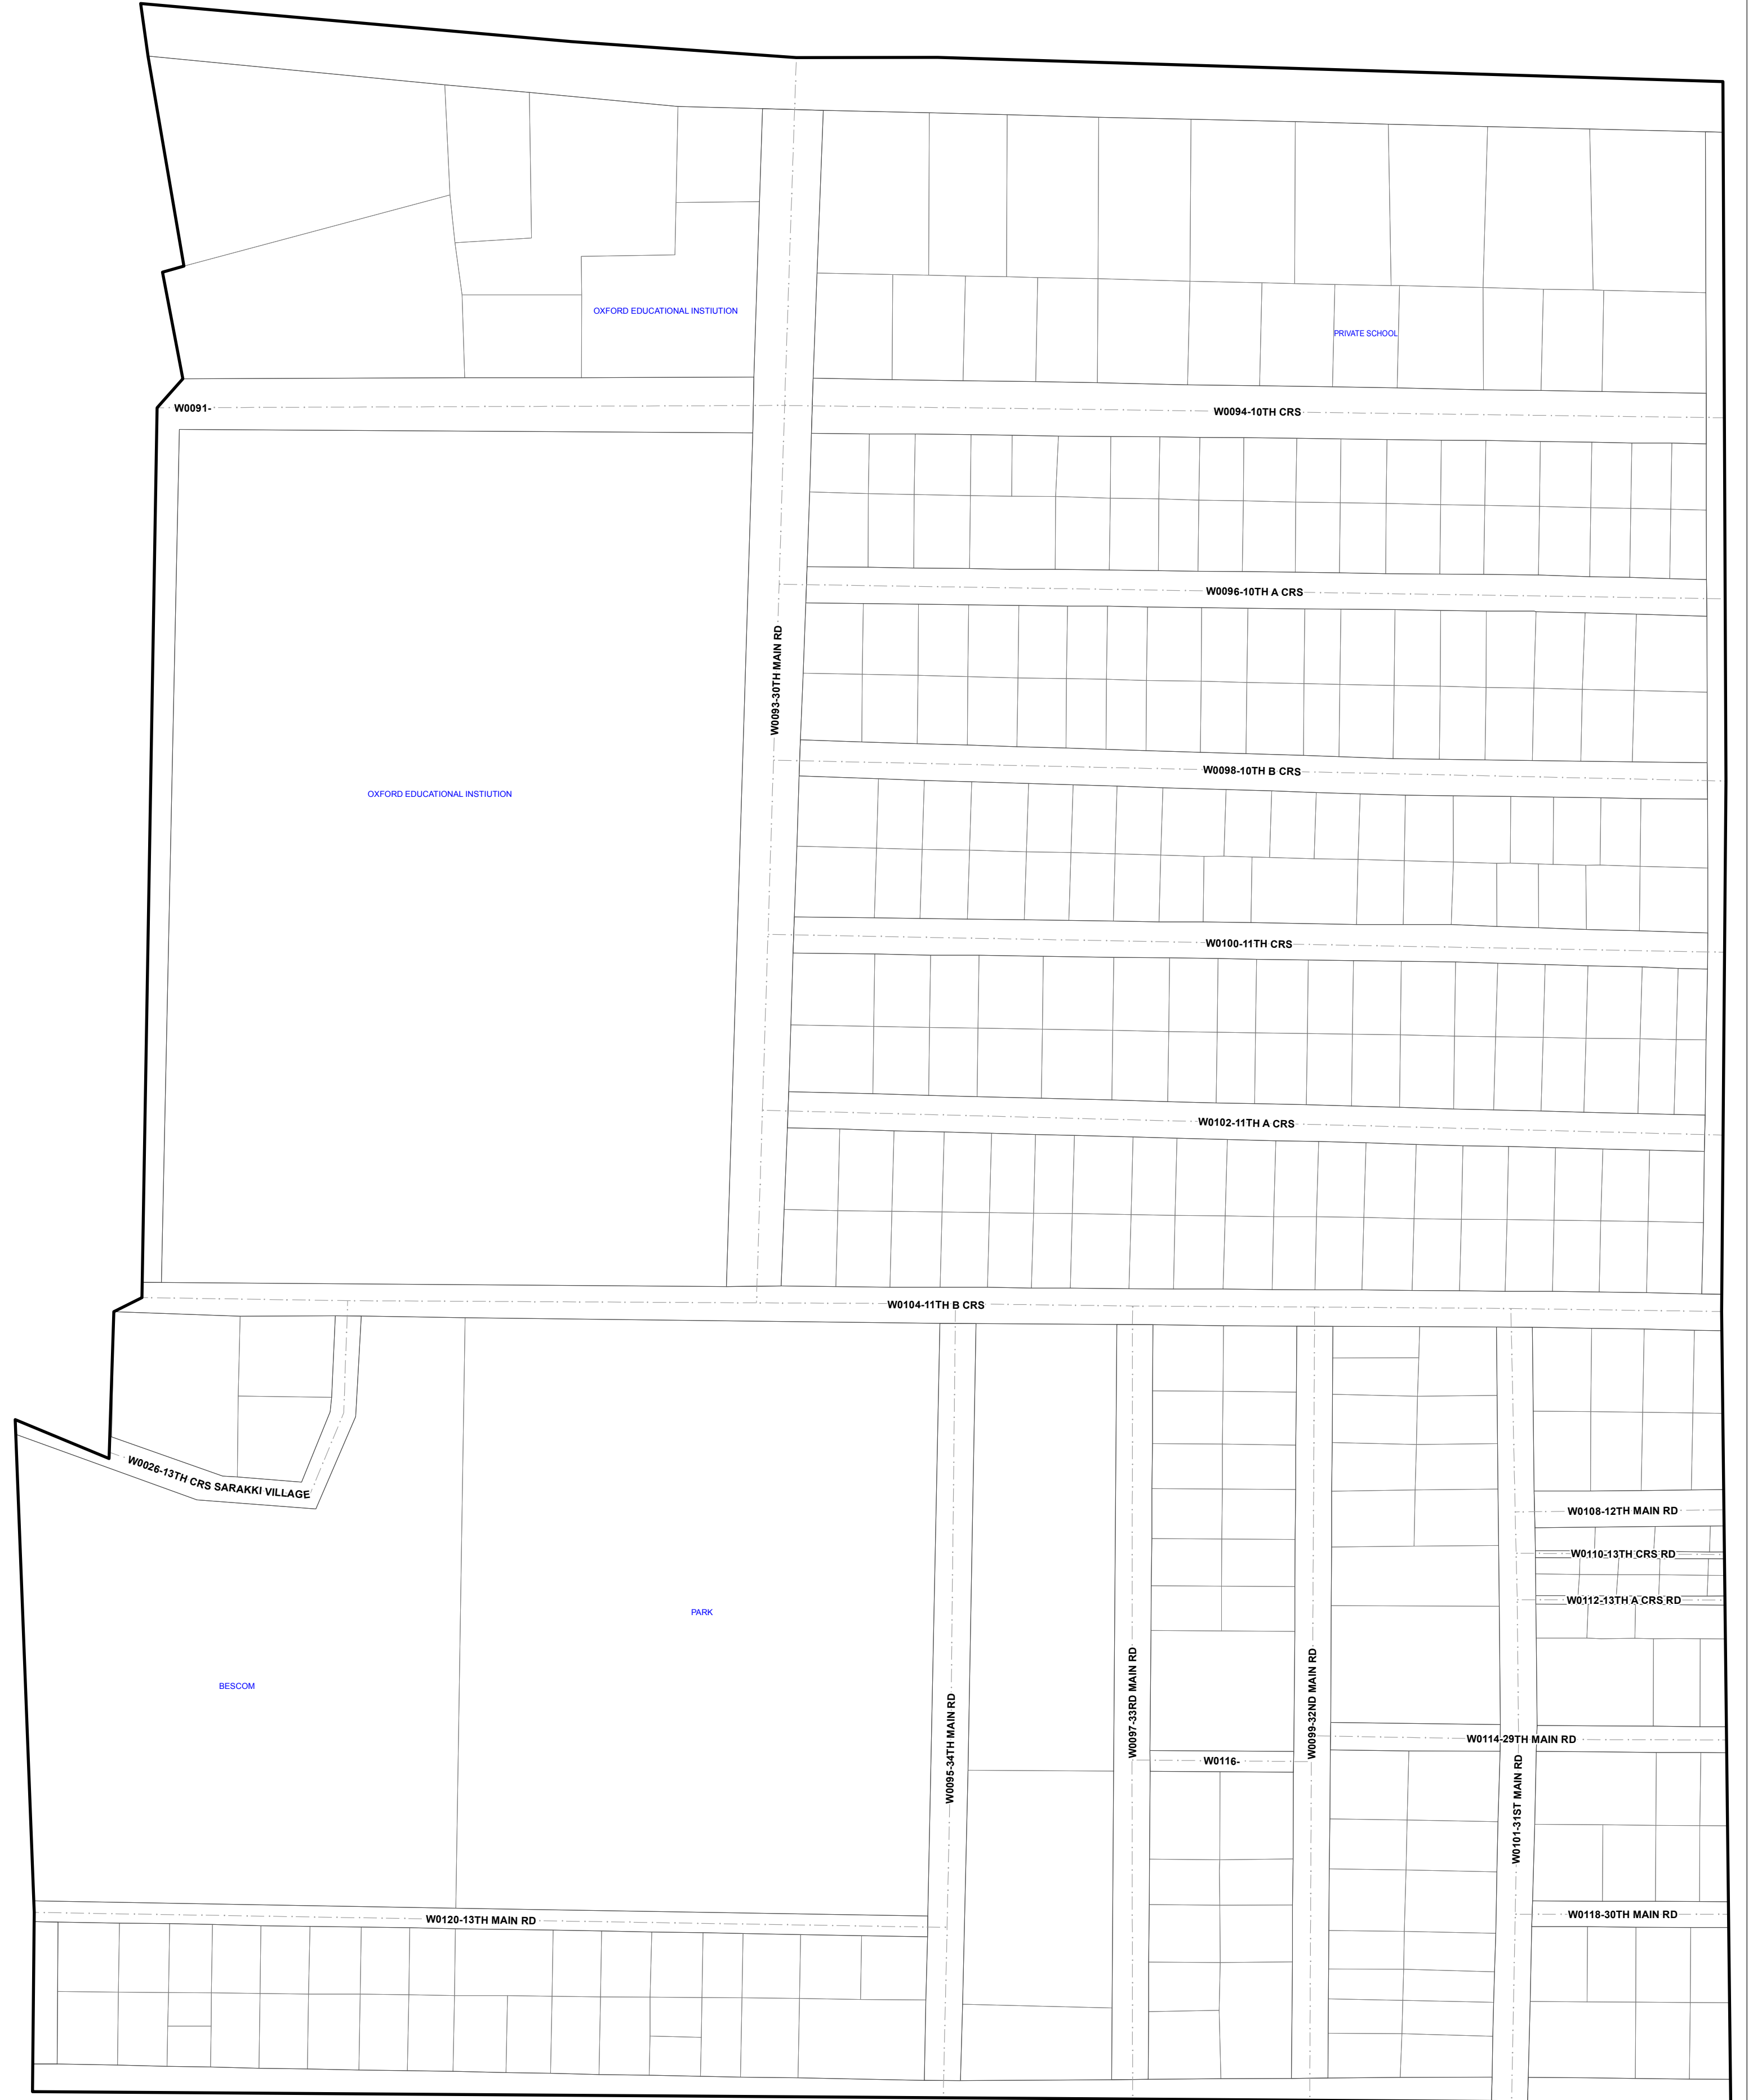 OXFORD EDUCATIONAL INSTIUTION
PRIVATE SCHOOL
W0091-
W0094-10TH CRS
W0096-10TH A CRS
W0093-30TH MAIN RD
W0098-10TH B CRS
OXFORD EDUCATIONAL INSTIUTION
W0100-11TH CRS
W0102-11TH A CRS
W0104-11TH B CRS
W0026-13TH CRS SARAKKI VILLAGE
W0108-12TH MAIN RD
W0110-13TH CRS RD
W0112-13TH A CRS RD
PARK
BESCOM
W0095-34TH MAIN RD
W0097-33RD MAIN RD
W0099-32ND MAIN RD
W0114-29TH MAIN RD
W0116-
W0101-31ST MAIN RD
W0118-30TH MAIN RD
W0120-13TH MAIN RD